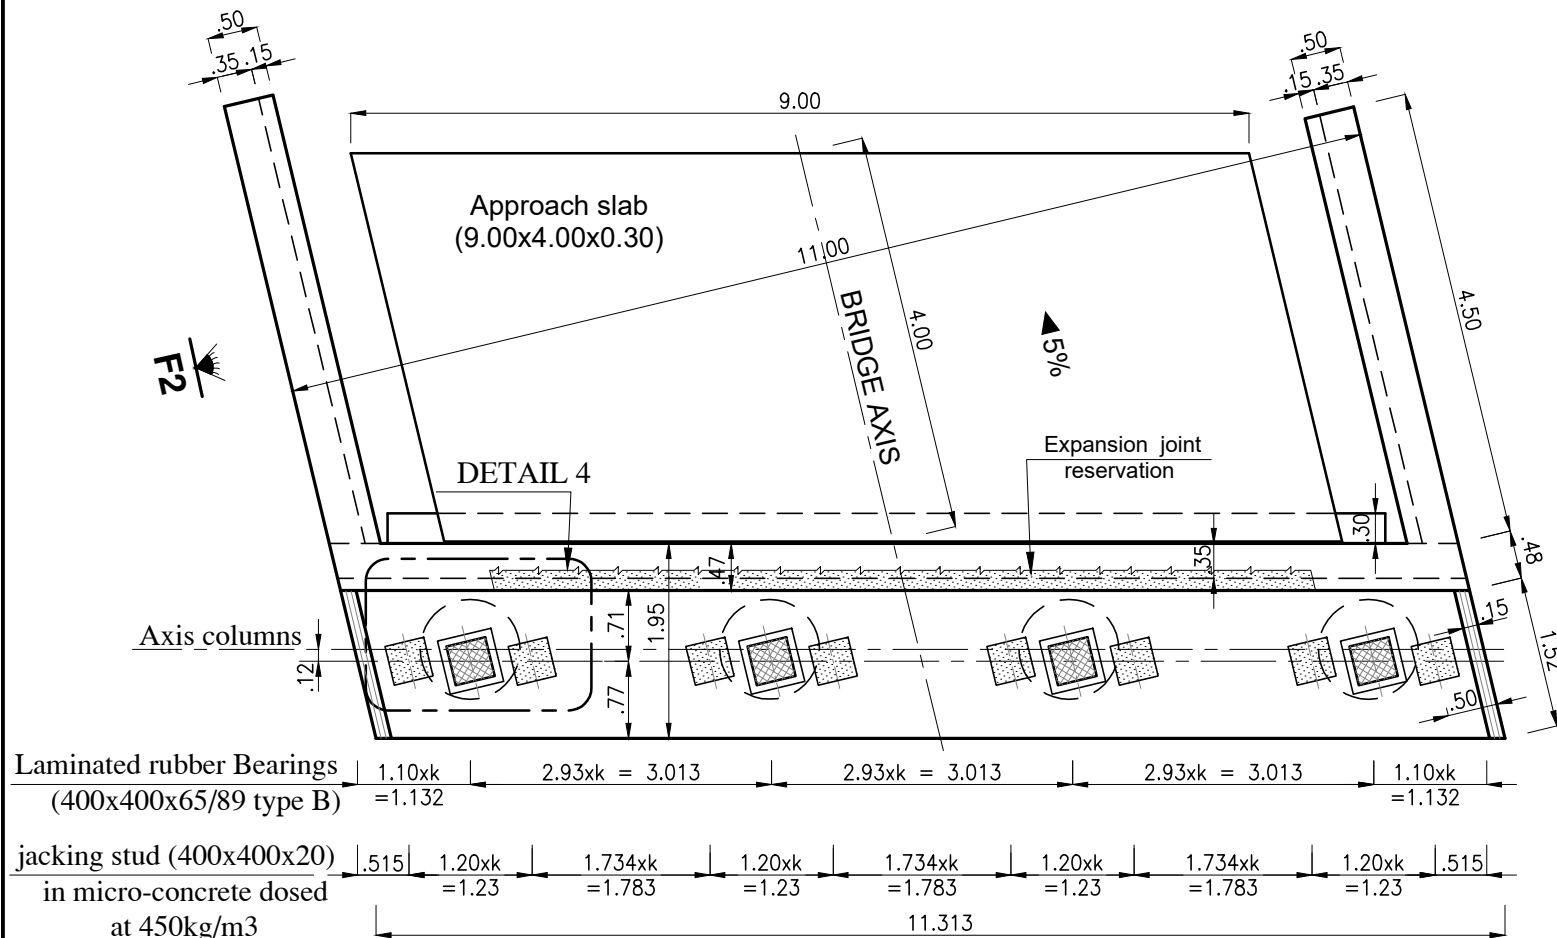 .50
.35 .15
.50
.15 .35
9.00
Approach slab
(9.00x4.00x0.30)
11.00
4.00
BRIDGE AXIS
5%
4.50
F2
DETAIL 4
Expansion joint
reservation
.30
.48
.47
.35
.15
1.52
Axis columns
.12
.71
1.95
.77
.50
Laminated rubber Bearings
(400x400x65/89 type B)
1.10xk
=1.132
2.93xk = 3.013
2.93xk = 3.013
2.93xk = 3.013
1.10xk
=1.132
jacking stud (400x400x20)
in micro-concrete dosed
at 450kg/m3
.515
1.20xk
=1.23
1.734xk
=1.783
1.20xk
=1.23
1.734xk
=1.783
1.20xk
=1.23
1.734xk
=1.783
1.20xk
=1.23
.515
11.313